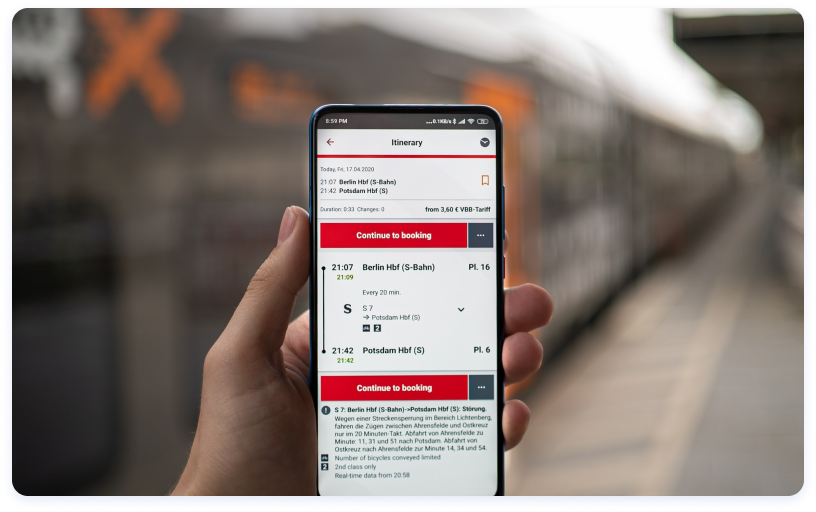 8:59 PM
...0.1KB/s
Itinerary
Today, Fri, 17.04.2020
21:07 Berlin Hbf (S-Bahn)
21:42 Potsdam Hbf (S)
Duration: 0:33 Changes: 0 from 3,60 € VBB-Tariff
Continue to booking
21:07 Berlin Hbf (S-Bahn) Pl. 16
21:09
Every 20 min.
S S 7
→ Potsdam Hbf (S)
2
21:42 Potsdam Hbf (S) Pl. 6
21:42
Continue to booking
S 7: Berlin Hbf (S-Bahn)->Potsdam Hbf (S): Störung.
Wegen einer Streckensperrung im Bereich Lichtenberg,
fahren die Zügen zwischen Ahrensfelde und Ostkreuz
nur im 20 Minuten-Takt. Abfahrt von Ahrensfelde zu
Minute: 11, 31 und 51 nach Potsdam. Abfahrt von
Ostkreuz nach Ahrensfelde zur Minute 14, 34 und 54.
Number of bicycles conveyed limited
2 2nd class only
Real-time data from 20:58